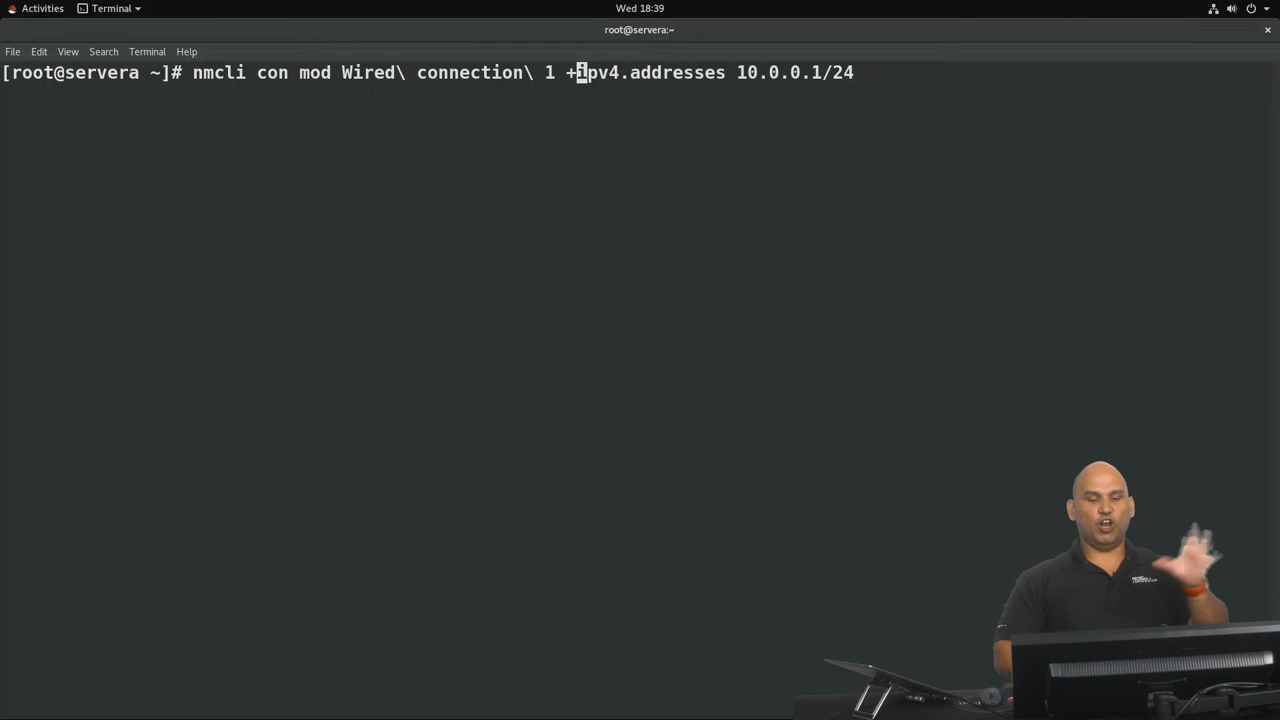 Activities
Terminal
Wed 18:39
root@servera:~
×
File Edit View Search Terminal Help
[root@servera ~]# nmcli con mod Wired\ connection\ 1 +ipv4.addresses 10.0.0.1/24